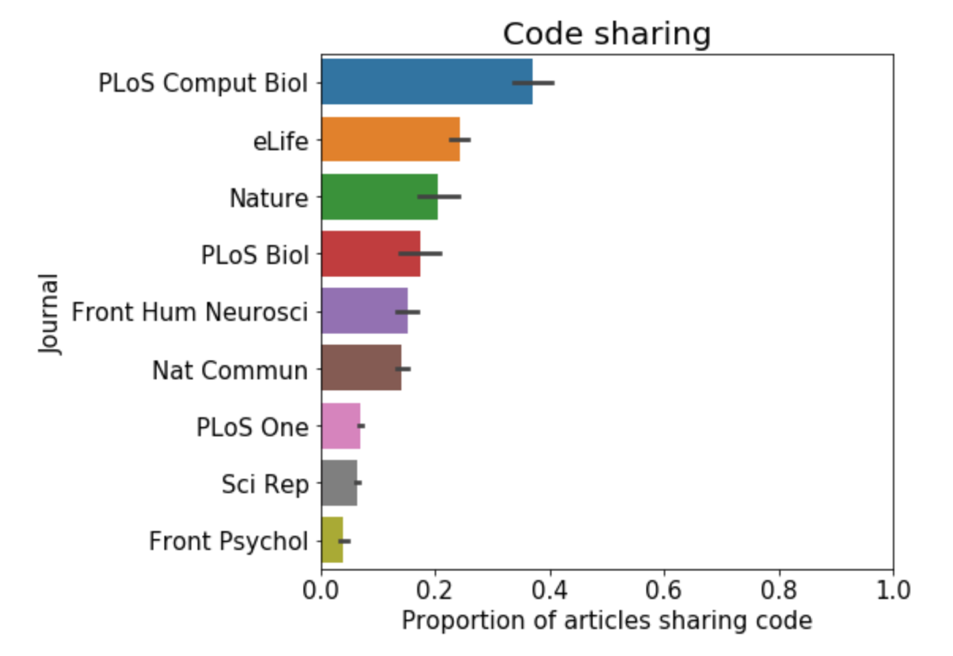 Code sharing
PLoS Comput Biol
eLife
Nature
PLoS Biol
Front Hum Neurosci
Nat Commun
PLoS One
Sci Rep
Front Psychol
Journal
0.0 0.2 0.4 0.6 0.8 1.0
Proportion of articles sharing code